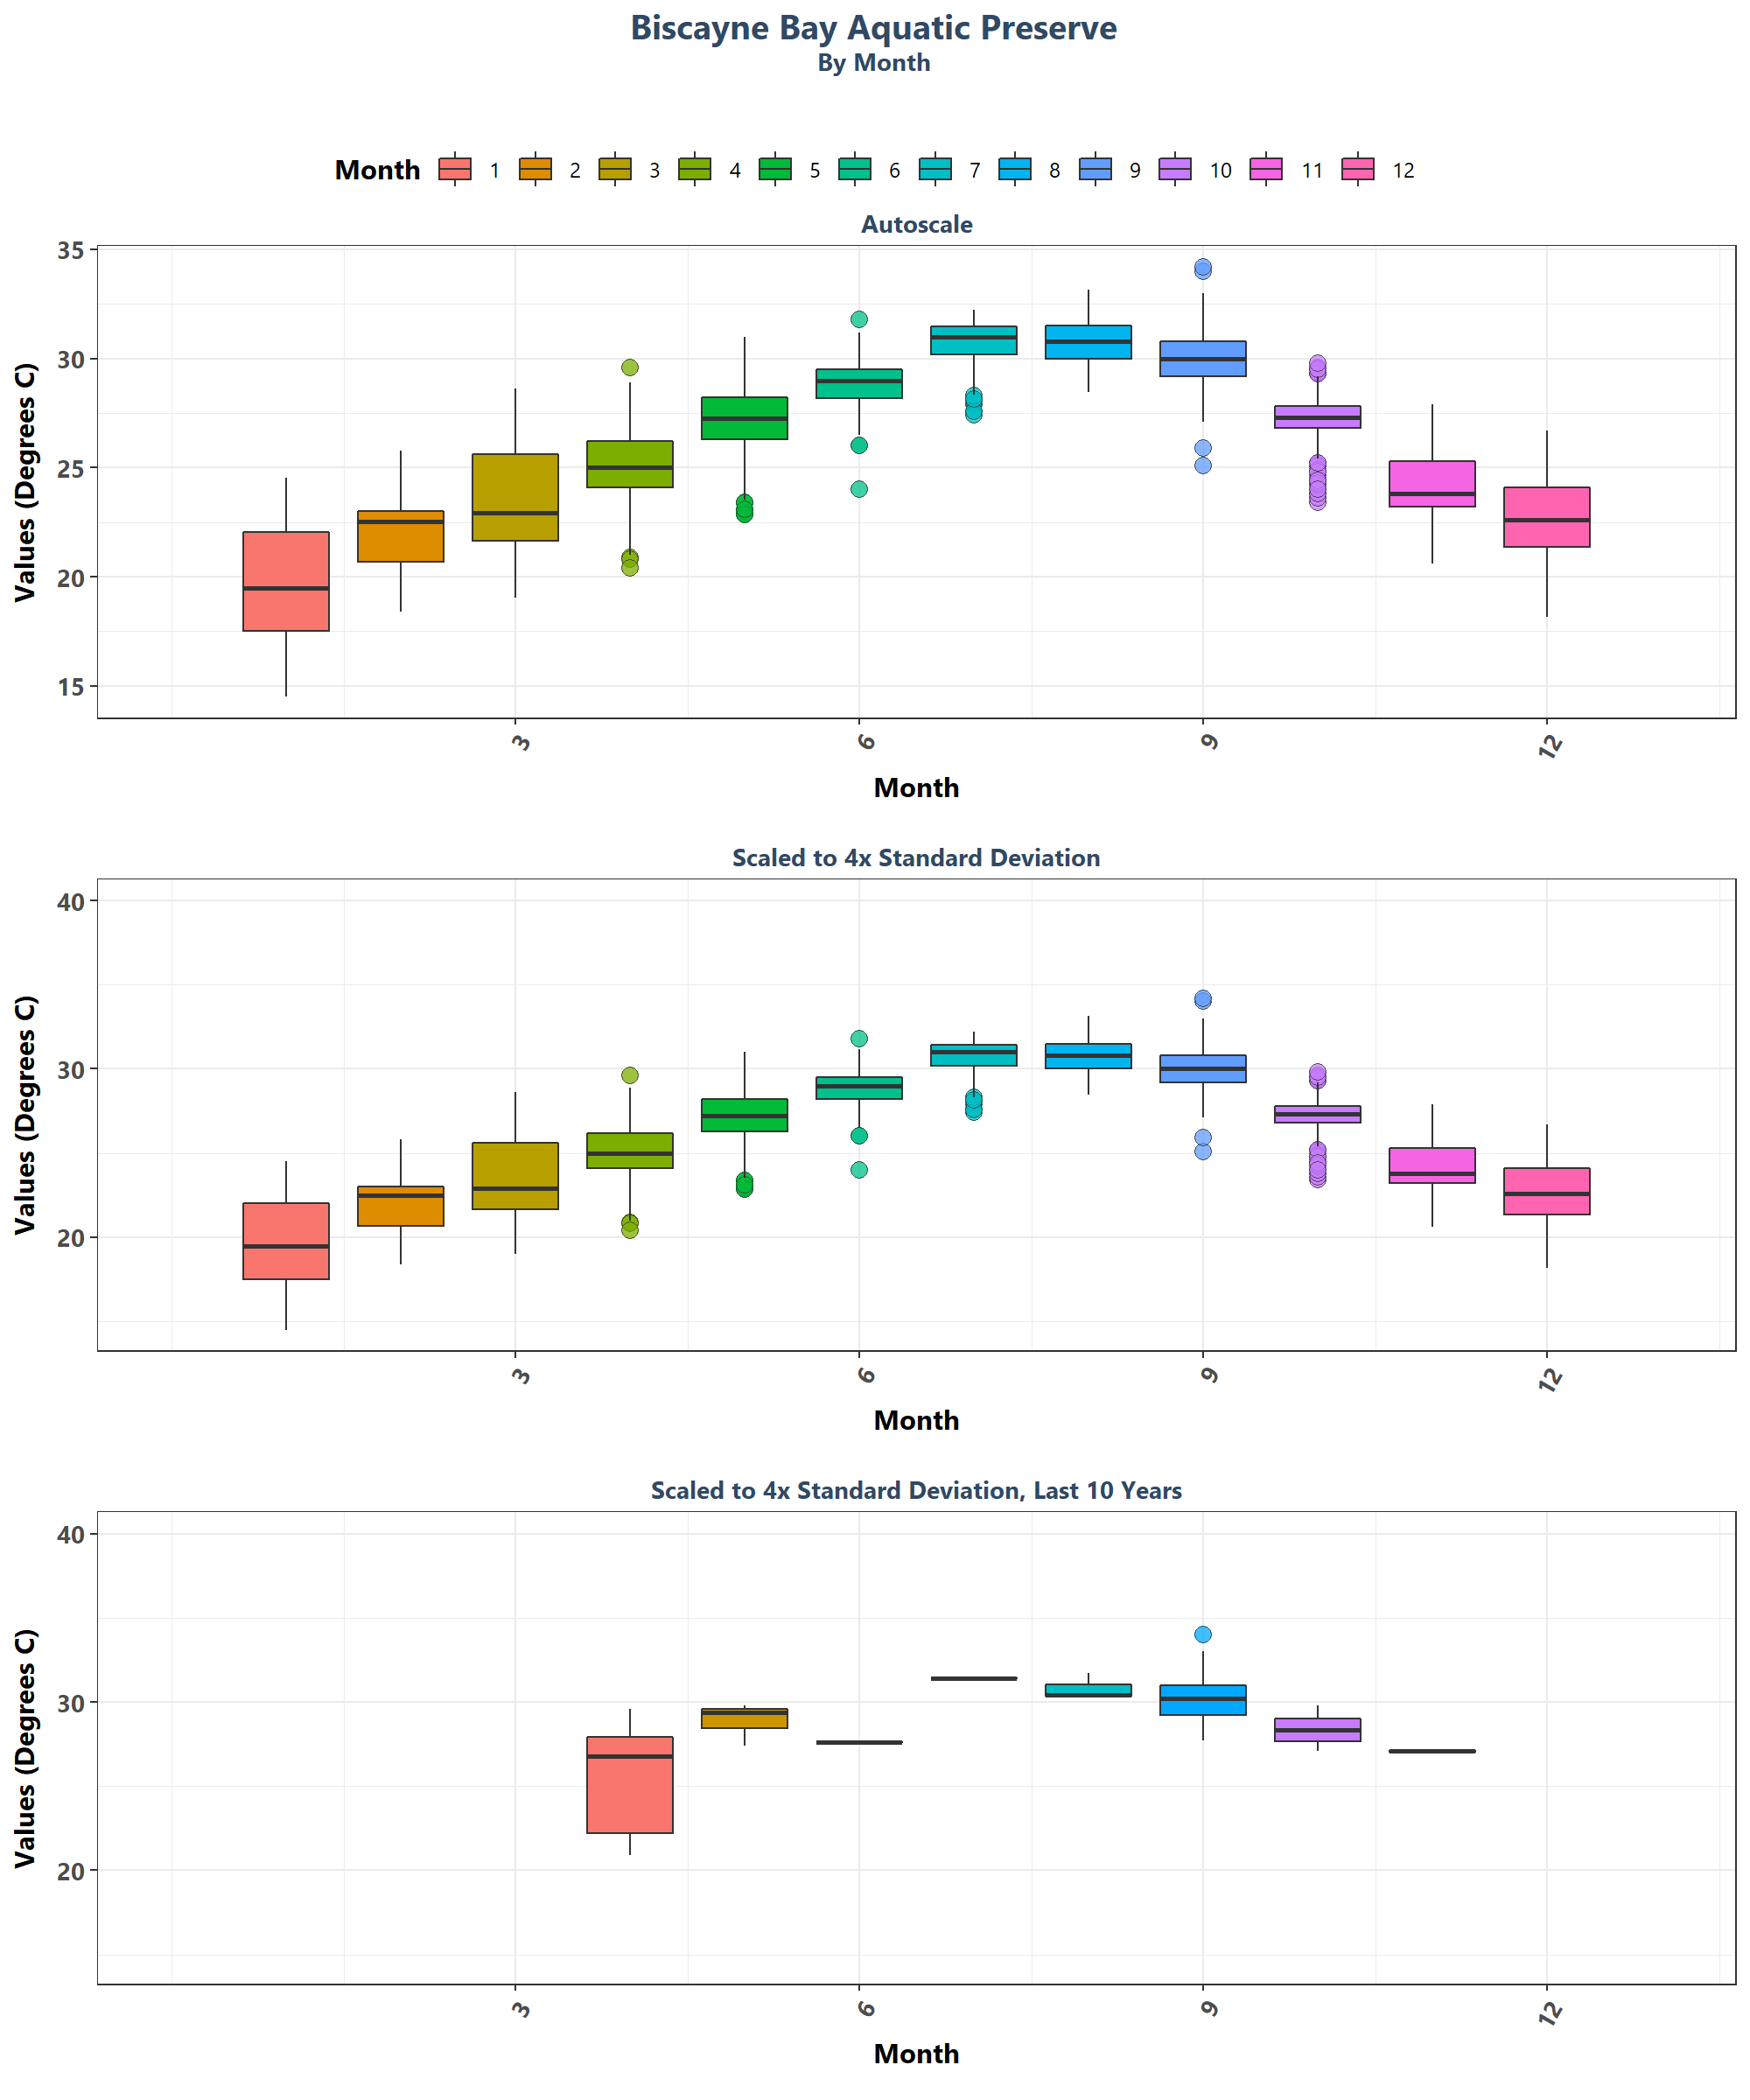 Biscayne Bay Aquatic Preserve
By Month
Month 1 2 3 4 5 6 7 8 9 10 11 12
Autoscale
Values (Degrees C)
35
30
25
20
15
3 6 9 12
Month
Scaled to 4x Standard Deviation
Values (Degrees C)
40
30
20
3 6 9 12
Month
Scaled to 4x Standard Deviation, Last 10 Years
Values (Degrees C)
40
30
20
3 6 9 12
Month